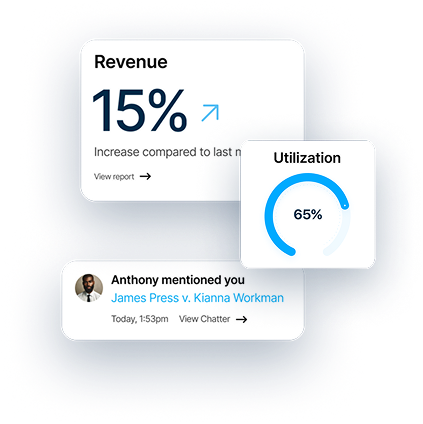 Revenue
15%
Increase compared to last
View report
Utilization
65%
Anthony mentioned you
James Press v. Kianna Workman
Today, 1:53pm View Chatter